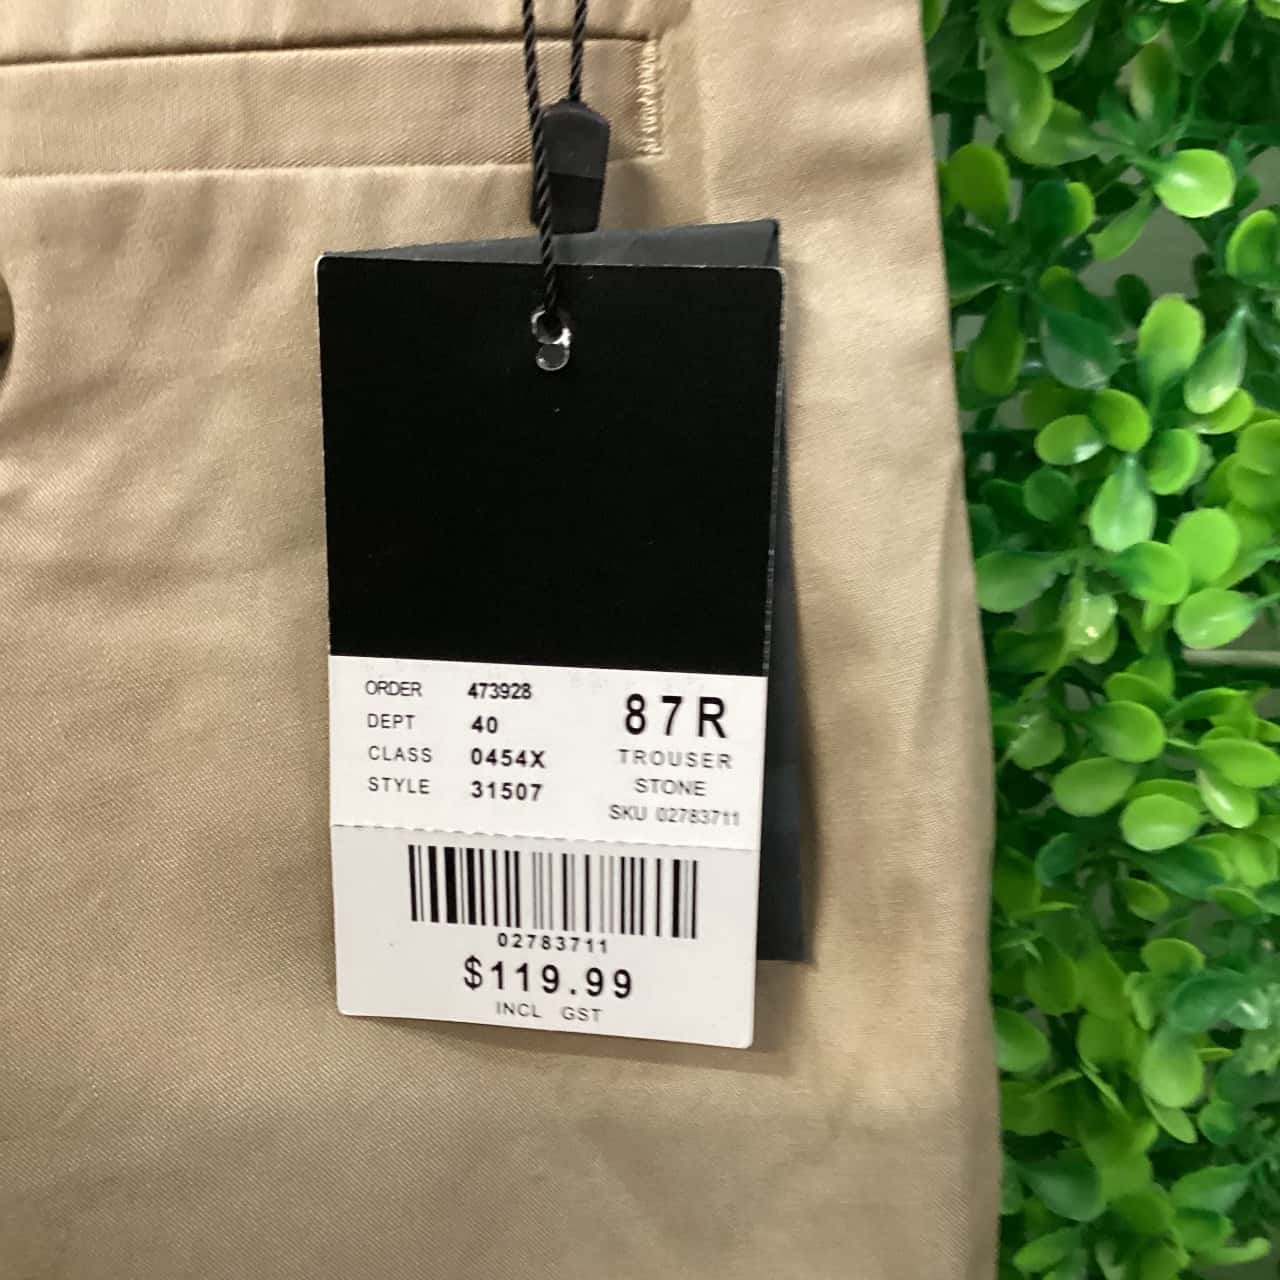 ORDER 473928
DEPT 40
CLASS 0454X
STYLE 31507
87R
TROUSER
STONE
SKU 02783711
02783711
$119.99
INCL GST